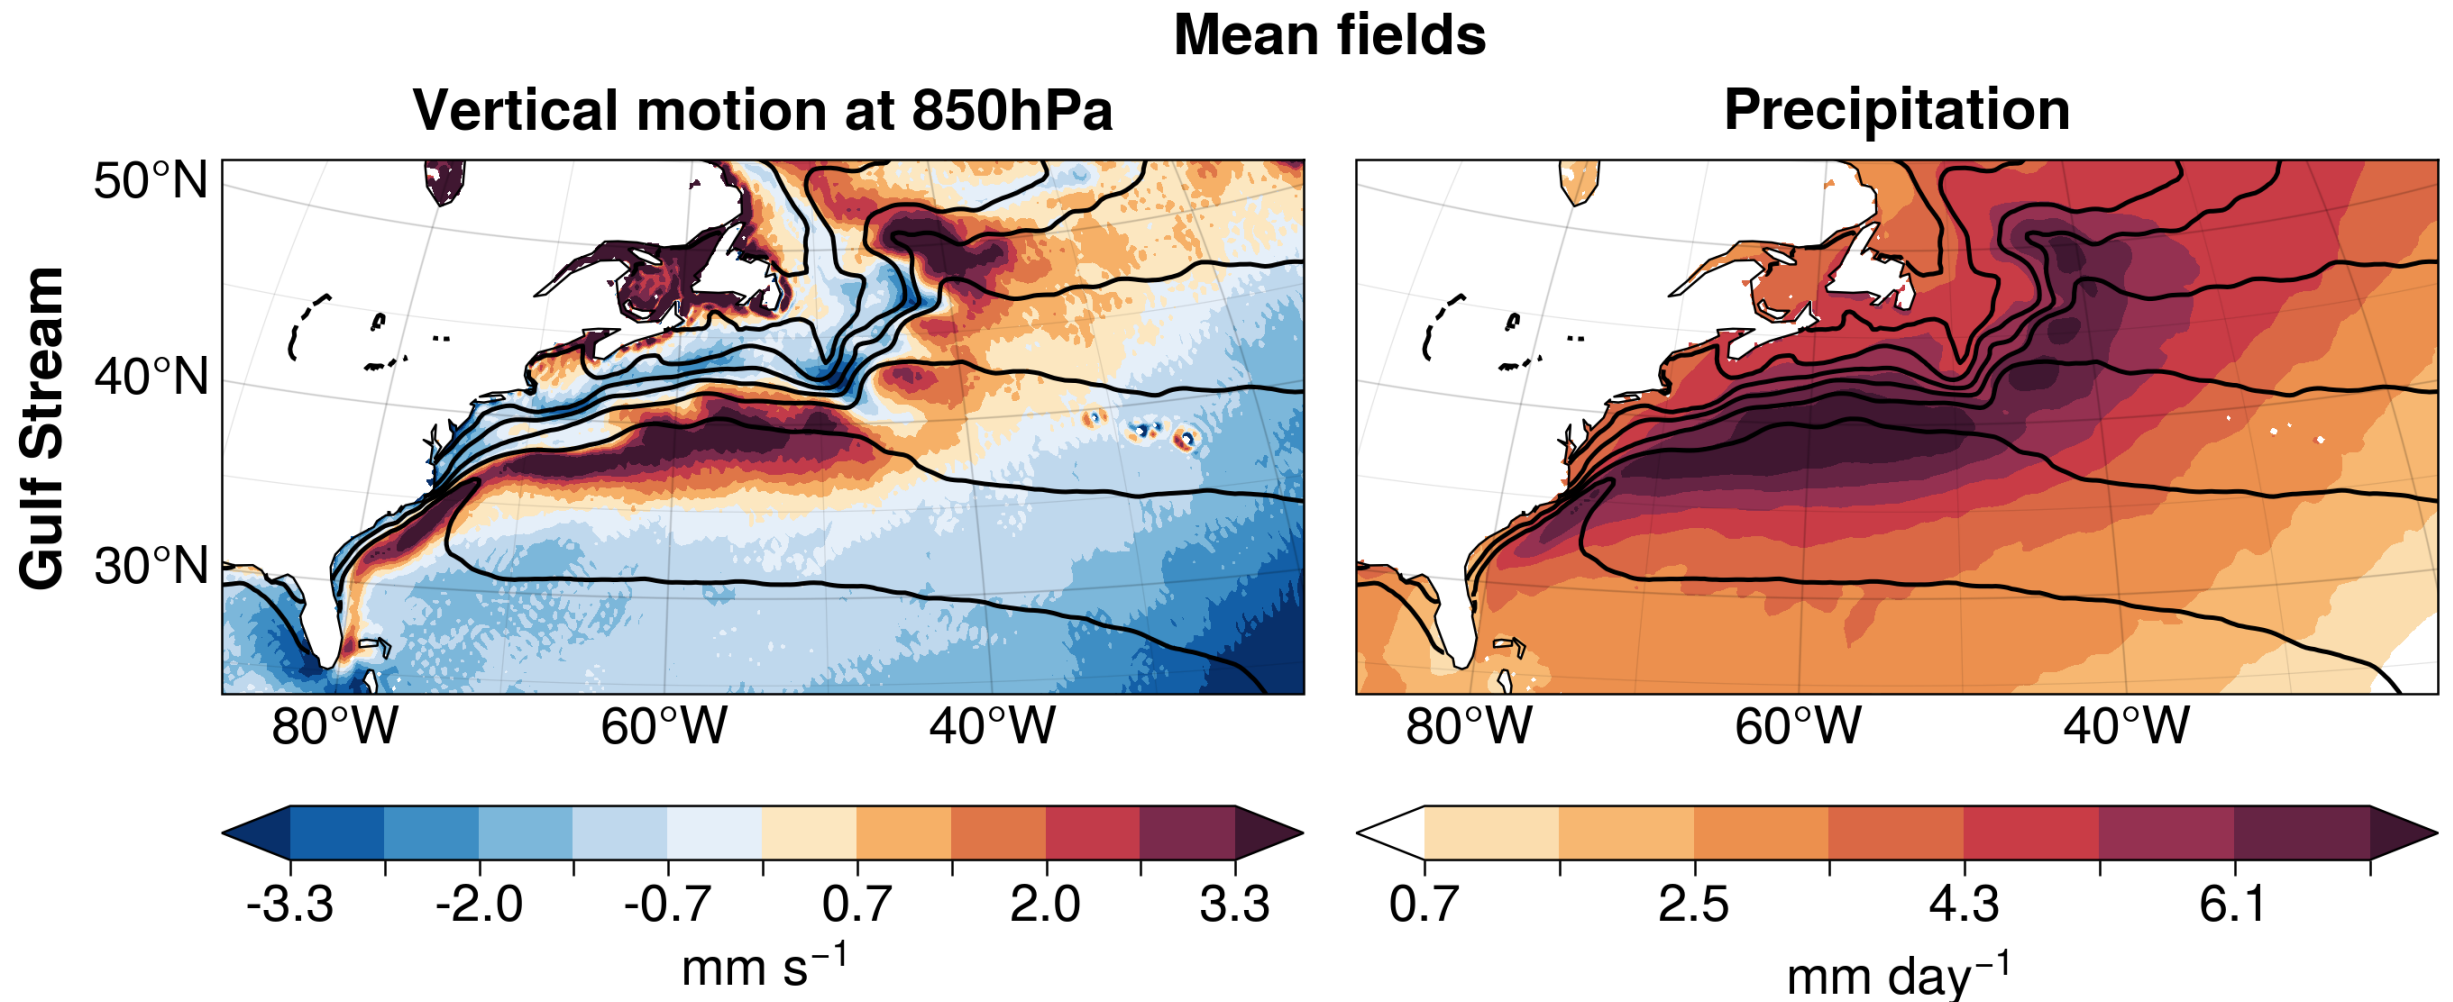 Mean fields
Vertical motion at 850hPa
Precipitation
Gulf Stream
50°N
40°N
30°N
80°W 60°W 40°W
80°W 60°W 40°W
-3.3 -2.0 -0.7 0.7 2.0 3.3
mm s⁻¹
0.7 2.5 4.3 6.1
mm day⁻¹